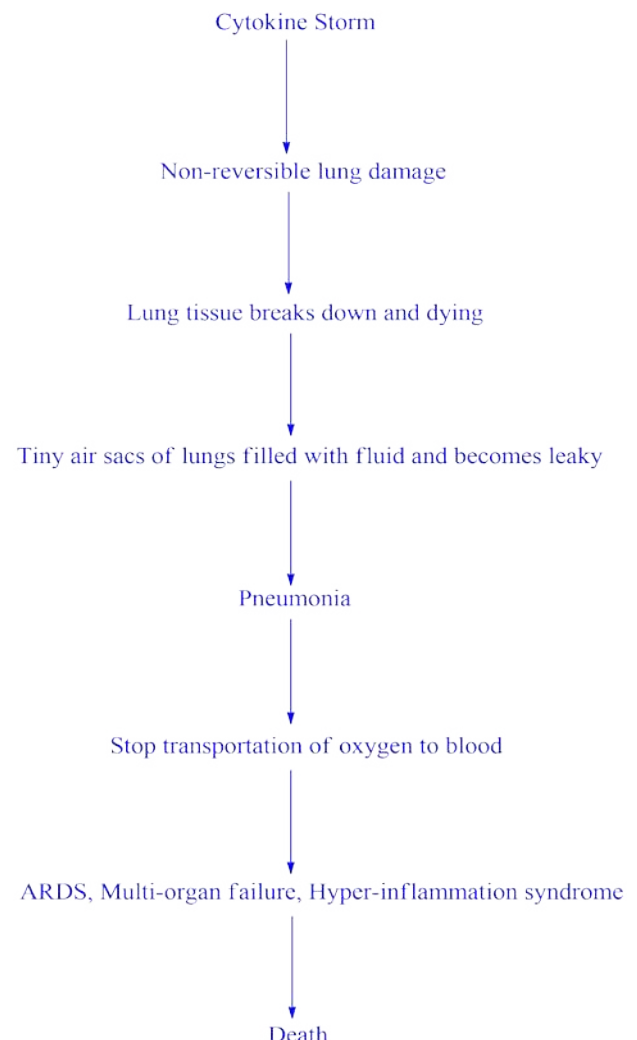 Cytokine Storm
Non-reversible lung damage
Lung tissue breaks down and dying
Tiny air sacs of lungs filled with fluid and becomes leaky
Pneumonia
Stop transportation of oxygen to blood
ARDS, Multi-organ failure, Hyper-inflammation syndrome
Death